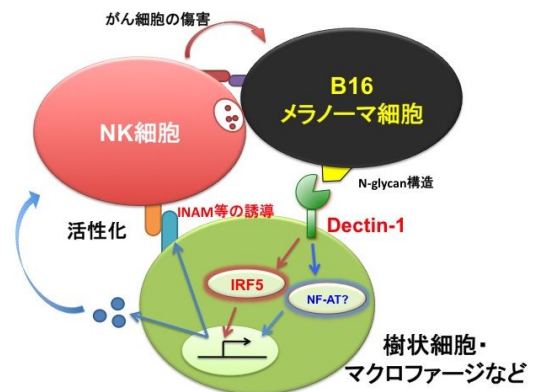 がん細胞の傷害
B16
メラノーマ細胞
NK細胞
N-glycan構造
INAM等の誘導
Dectin-1
活性化
IRF5
NF-AT?
樹状細胞・
マクロファージなど